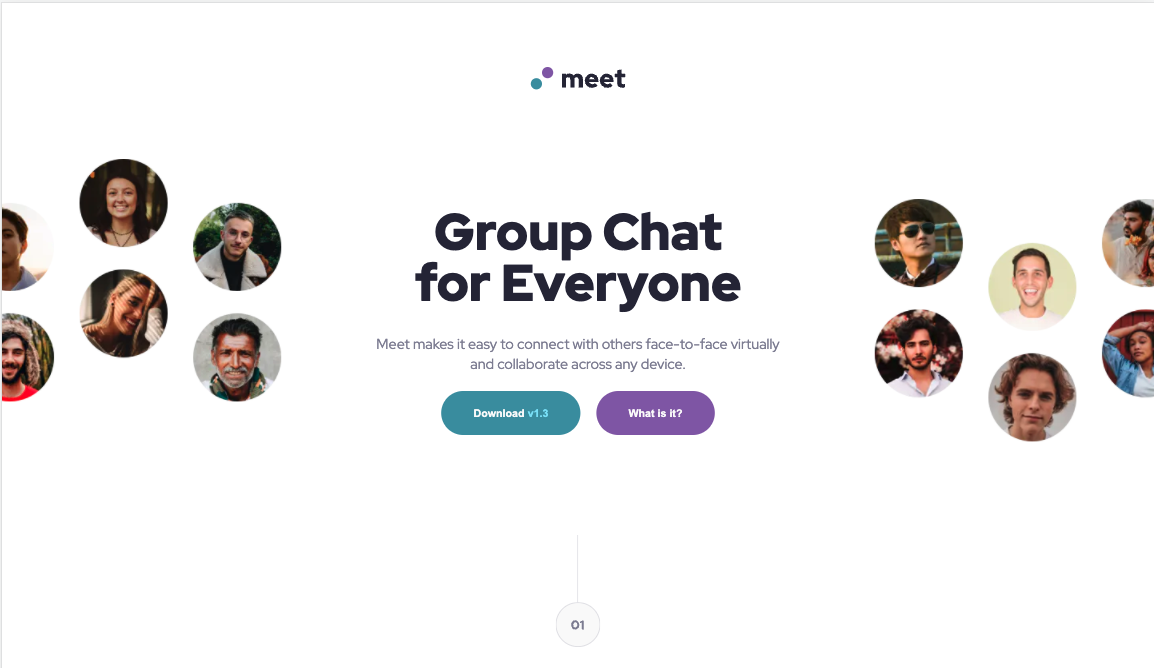 meet
Group Chat
for Everyone
Meet makes it easy to connect with others face-to-face virtually
and collaborate across any device.
Download v1.3
What is it?
01